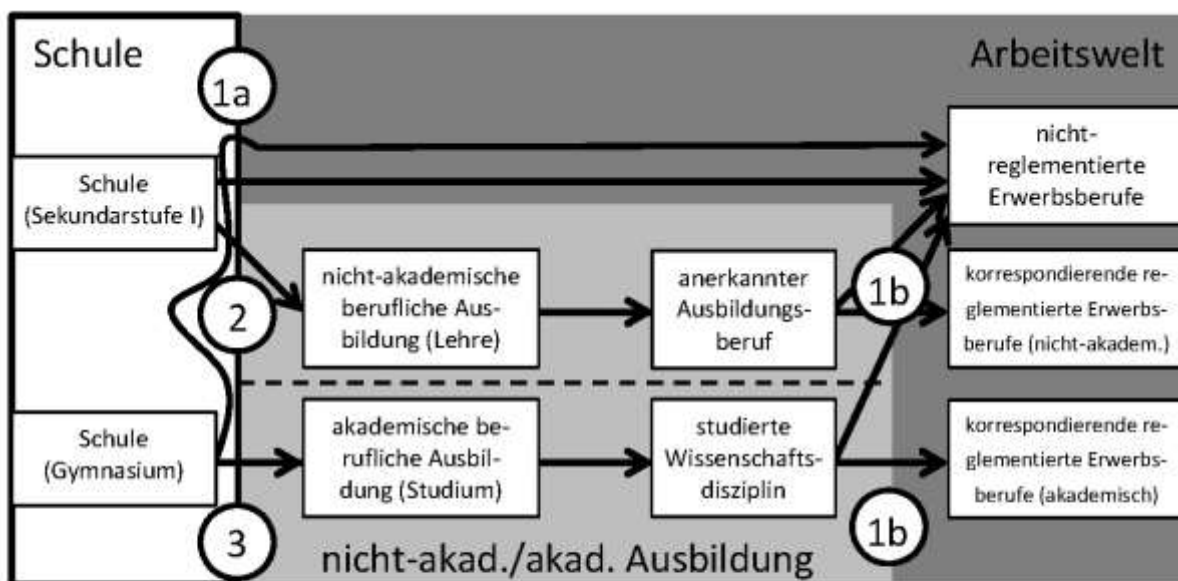 Schule
Arbeitswelt
1a
Schule
(Sekundarstufe I)
nicht-
reglementierte
Erwerbsberufe
nicht-akademische
berufliche Aus-
bildung (Lehre)
anerkannter
Ausbildungs-
beruf
1b
korrespondierende re-
glementierte Erwerbs-
berufe (nicht-akadem.)
2
Schule
(Gymnasium)
akademische be-
rufliche Ausbil-
dung (Studium)
studierte
Wissenschafts-
disziplin
korrespondierende re-
glementierte Erwerbs-
berufe (akademisch)
3
1b
nicht-akad./akad. Ausbildung